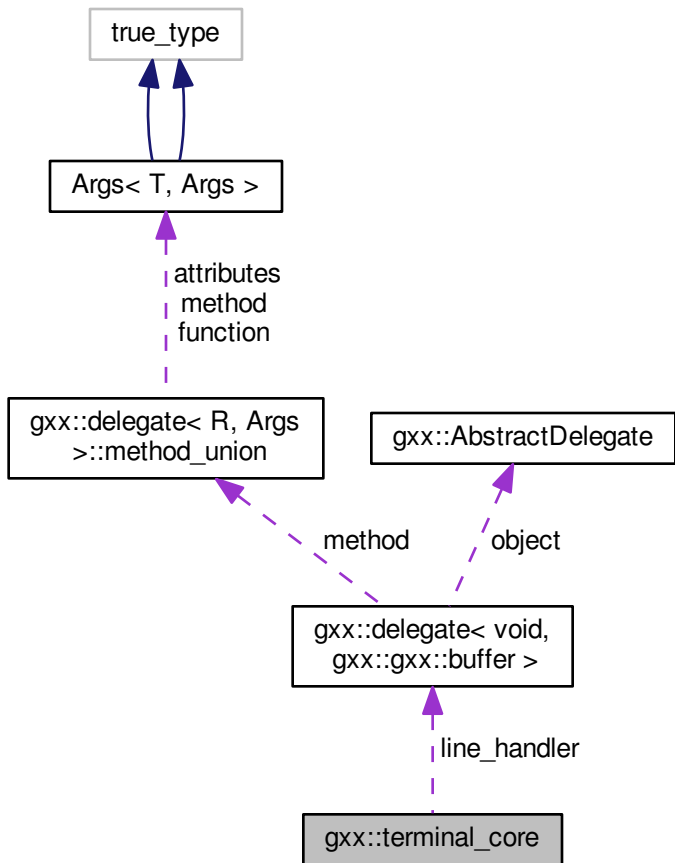 true_type
Args< T, Args >
attributes
method
function
gxx::delegate< R, Args
>::method_union
gxx::AbstractDelegate
method
object
gxx::delegate< void,
gxx::gxx::buffer >
line_handler
gxx::terminal_core